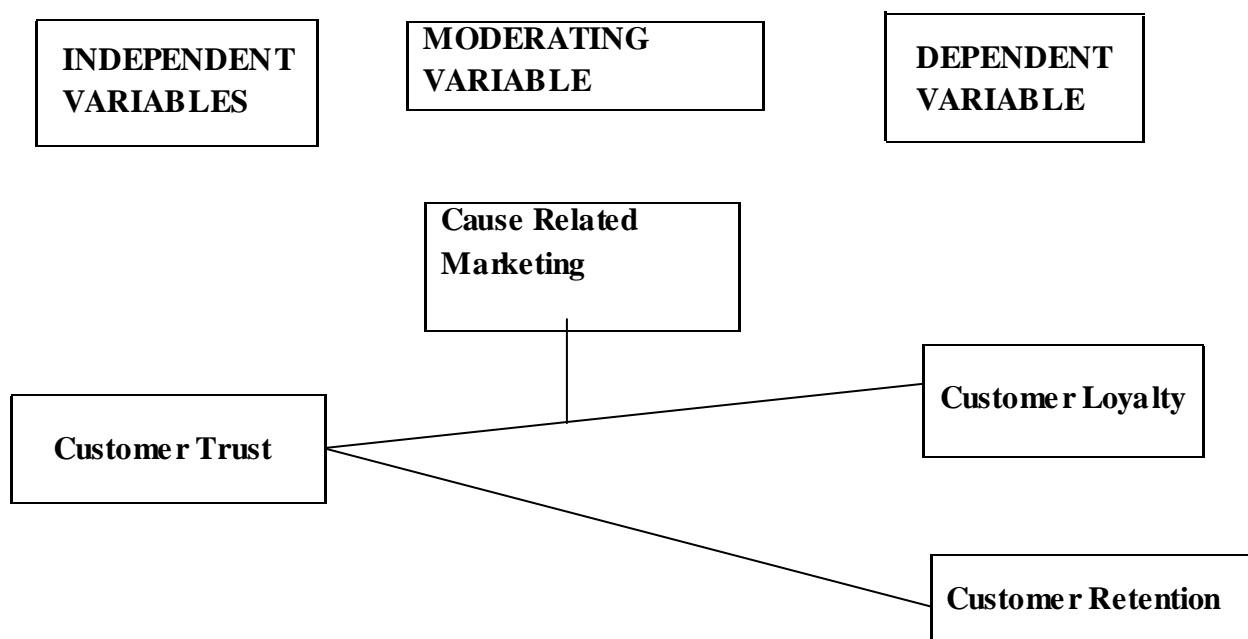 INDEPENDENT
VARIABLES
MODERATING
VARIABLE
DEPENDENT
VARIABLE
Cause Related
Marketing
Customer Loyalty
Customer Trust
Customer Retention